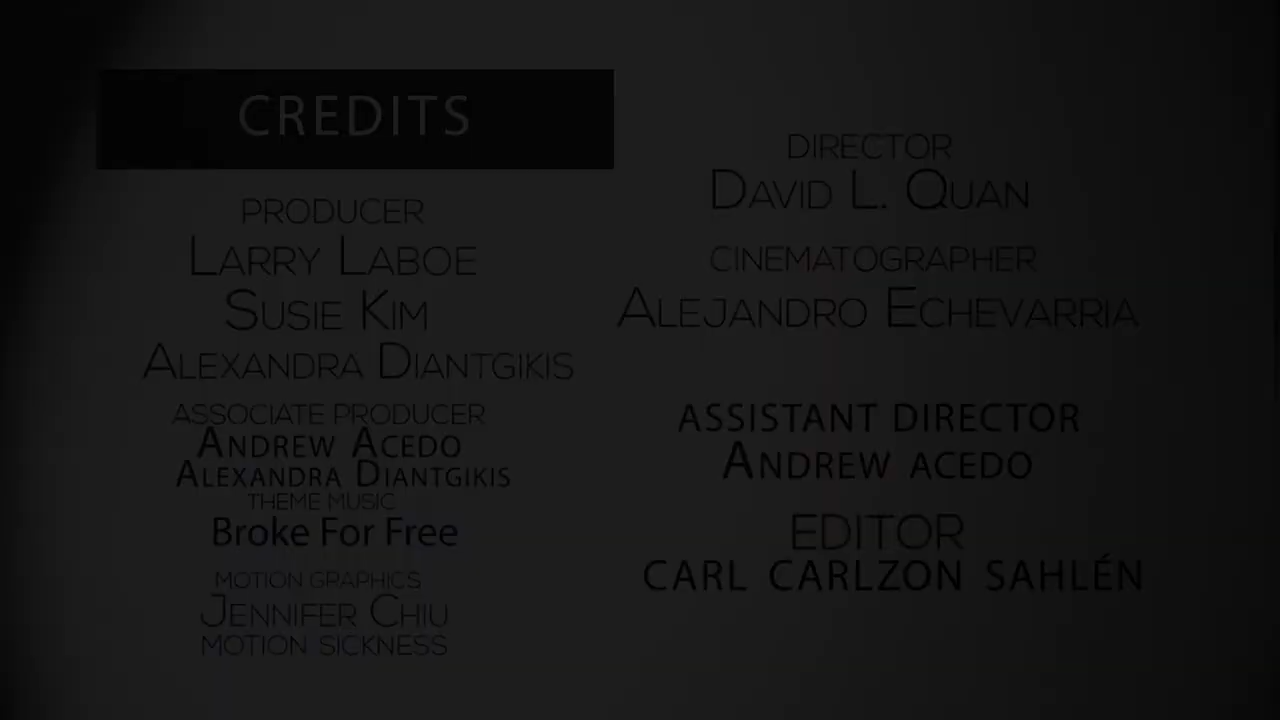 CREDITS
PRODUCER
LARRY LABOE
SUSIE KIM
ALEXANDRA DIANTGIKIS
ASSOCIATE PRODUCER
ANDREW ACEDO
ALEXANDRA DIANTGIKIS
THEME MUSIC
Broke For Free
MOTION GRAPHICS
JENNIFER CHIU
MOTION SICKNESS
DIRECTOR
DAVID L. QUAN
CINEMATOGRAPHER
ALEJANDRO ECHEVARRIA
ASSISTANT DIRECTOR
ANDREW ACEDO
EDITOR
CARL CARLZON SAHLÉN